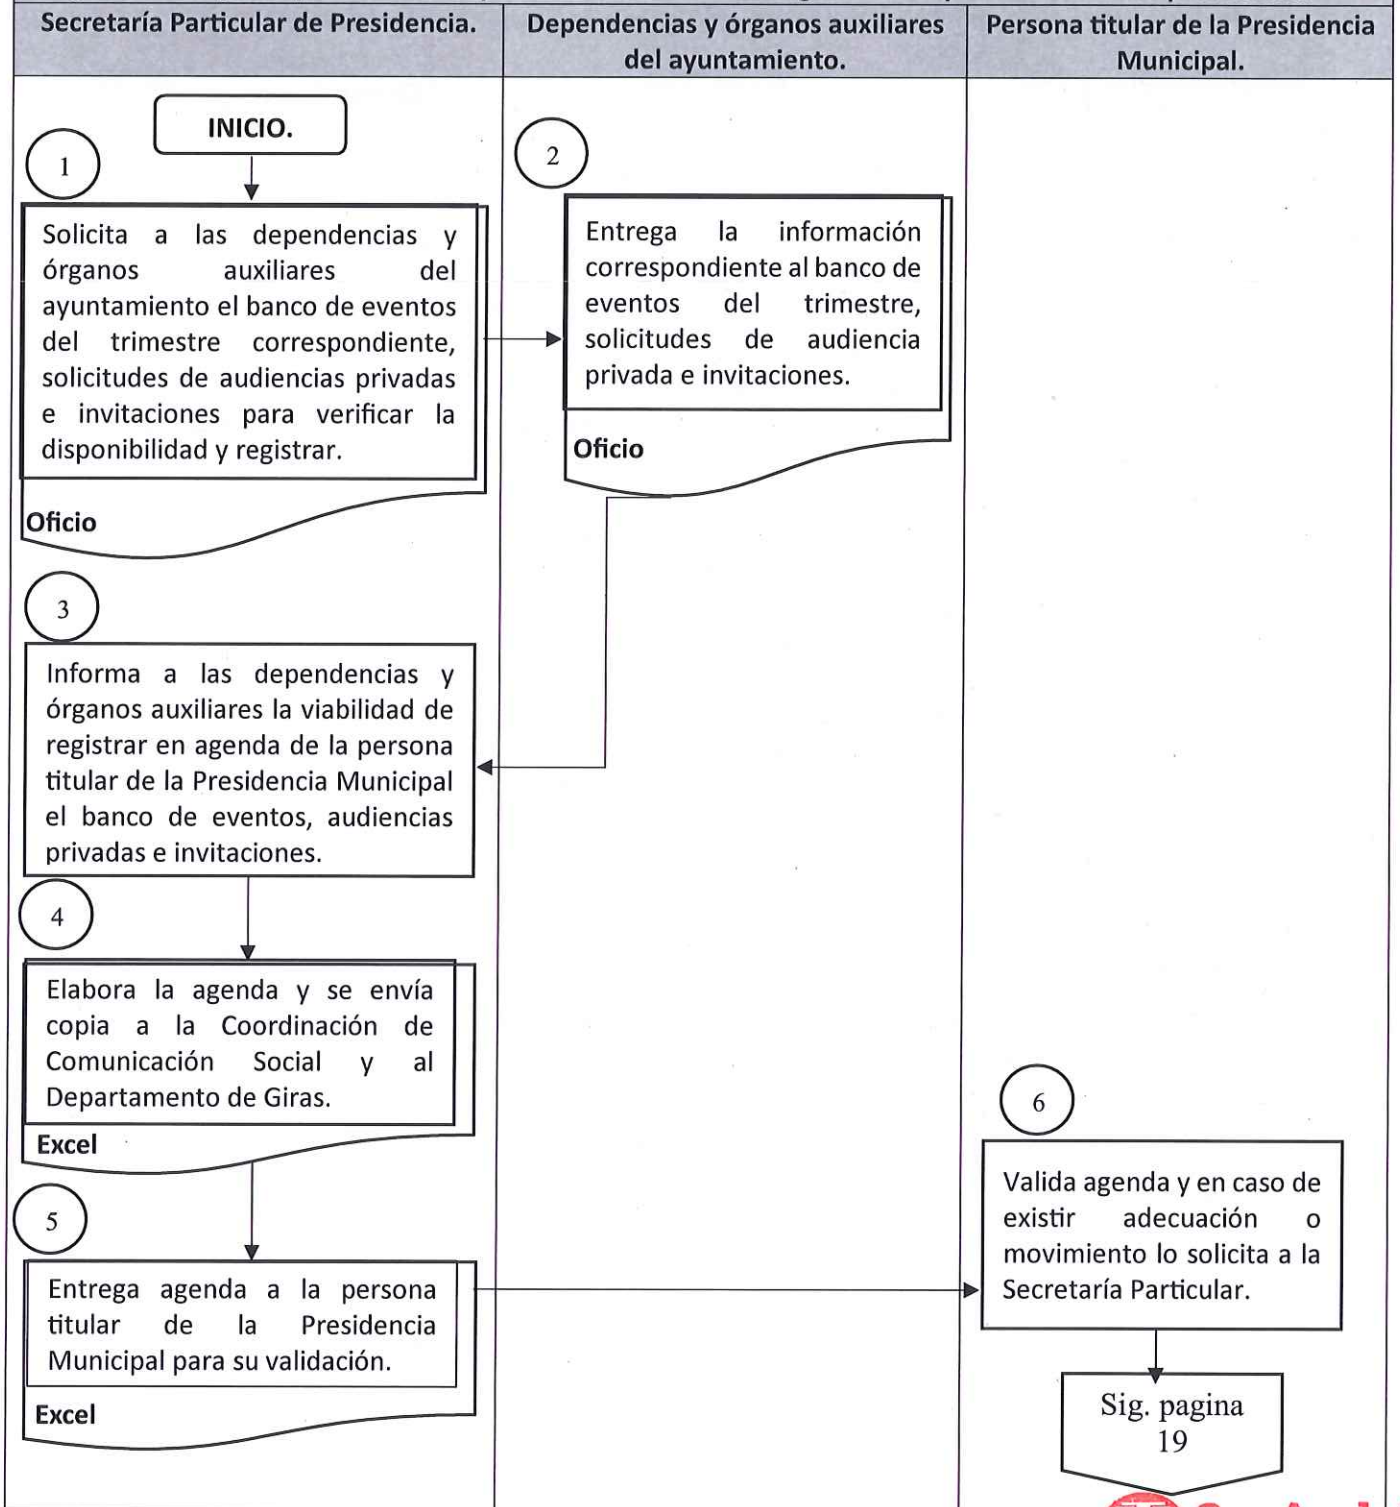 Secretaría Particular de Presidencia.
Dependencias y órganos auxiliares
del ayuntamiento.
Persona titular de la Presidencia
Municipal.
INICIO.
1
Solicita a las dependencias y
órganos auxiliares del
ayuntamiento el banco de eventos
del trimestre correspondiente,
solicitudes de audiencias privadas
e invitaciones para verificar la
disponibilidad y registrar.
Oficio
2
Entrega la información
correspondiente al banco de
eventos del trimestre,
solicitudes de audiencia
privada e invitaciones.
Oficio
3
Informa a las dependencias y
órganos auxiliares la viabilidad de
registrar en agenda de la persona
titular de la Presidencia Municipal
el banco de eventos, audiencias
privadas e invitaciones.
4
Elabora la agenda y se envía
copia a la Coordinación de
Comunicación Social y al
Departamento de Giras.
Excel
5
Entrega agenda a la persona
titular de la Presidencia
Municipal para su validación.
Excel
6
Valida agenda y en caso de
existir adecuación o
movimiento lo solicita a la
Secretaría Particular.
Sig. pagina
19